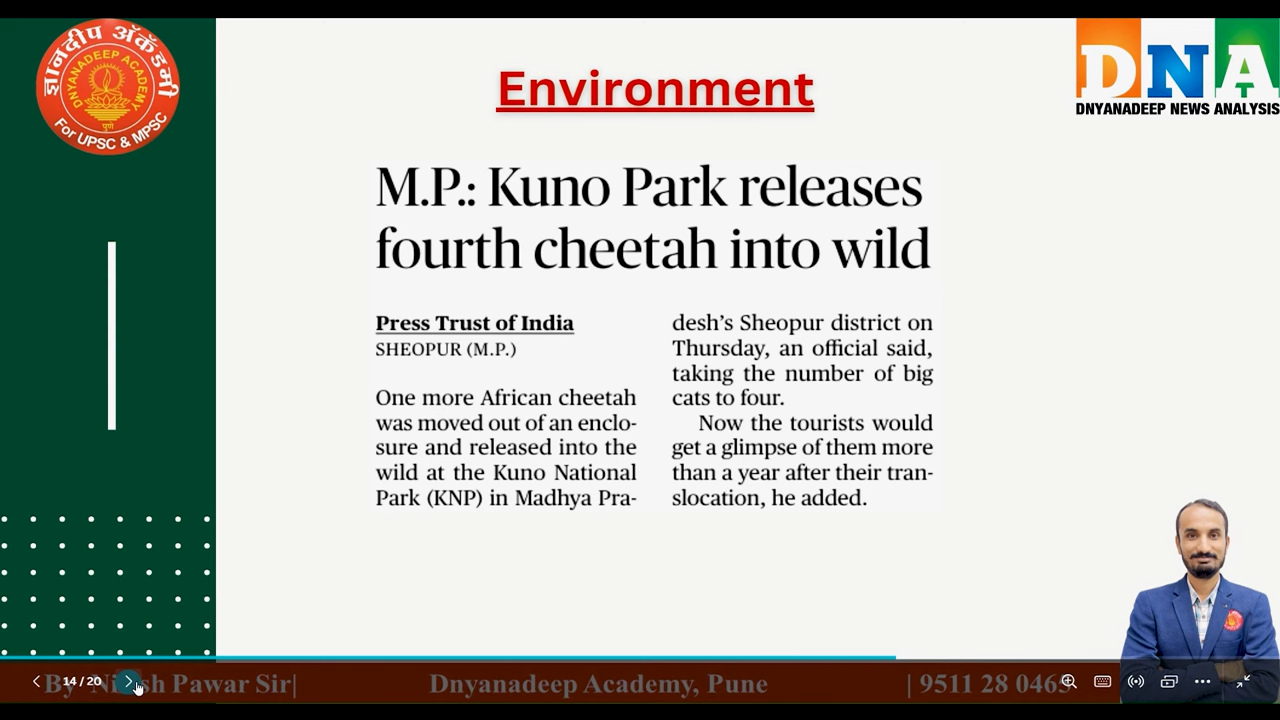 ज्ञानदीप अकॅडमी
DNYANADEEP ACADEMY
पुणे
For UPSC & MPSC
DNA
DNYANADEEP NEWS ANALYSIS
Environment
M.P.: Kuno Park releases
fourth cheetah into wild
Press Trust of India
SHEOPUR (M.P.)
One more African cheetah
was moved out of an enclo-
sure and released into the
wild at the Kuno National
Park (KNP) in Madhya Pra-
desh’s Sheopur district on
Thursday, an official said,
taking the number of big
cats to four.
Now the tourists would
get a glimpse of them more
than a year after their tran-
slocation, he added.
14 / 20
By Pawar Sir|
Dnyanadeep Academy, Pune
| 9511 28 046